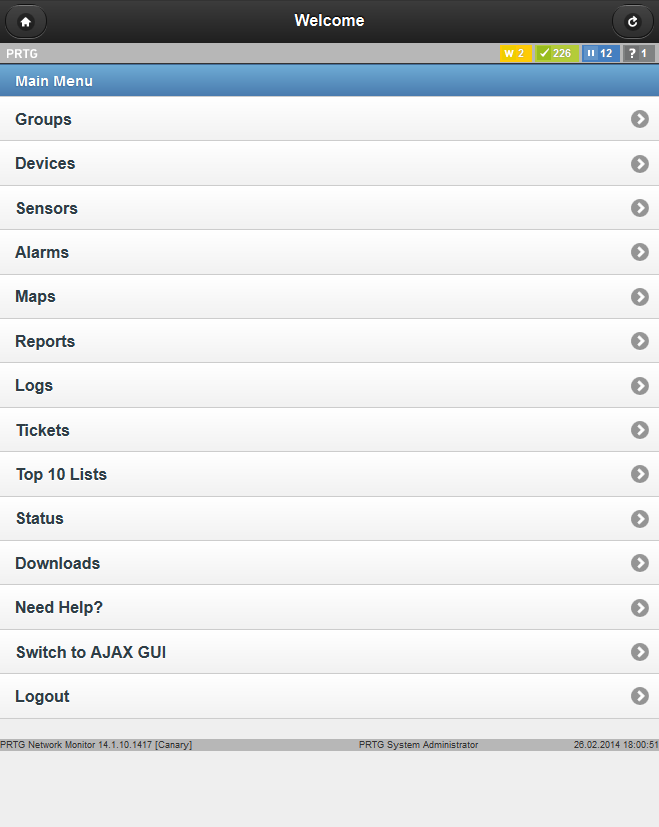 Welcome
PRTG W 2 226 12 ? 1
Main Menu
Groups
Devices
Sensors
Alarms
Maps
Reports
Logs
Tickets
Top 10 Lists
Status
Downloads
Need Help?
Switch to AJAX GUI
Logout
PRTG Network Monitor 14.1.10.1417 [Canary] PRTG System Administrator 26.02.2014 18:00:51